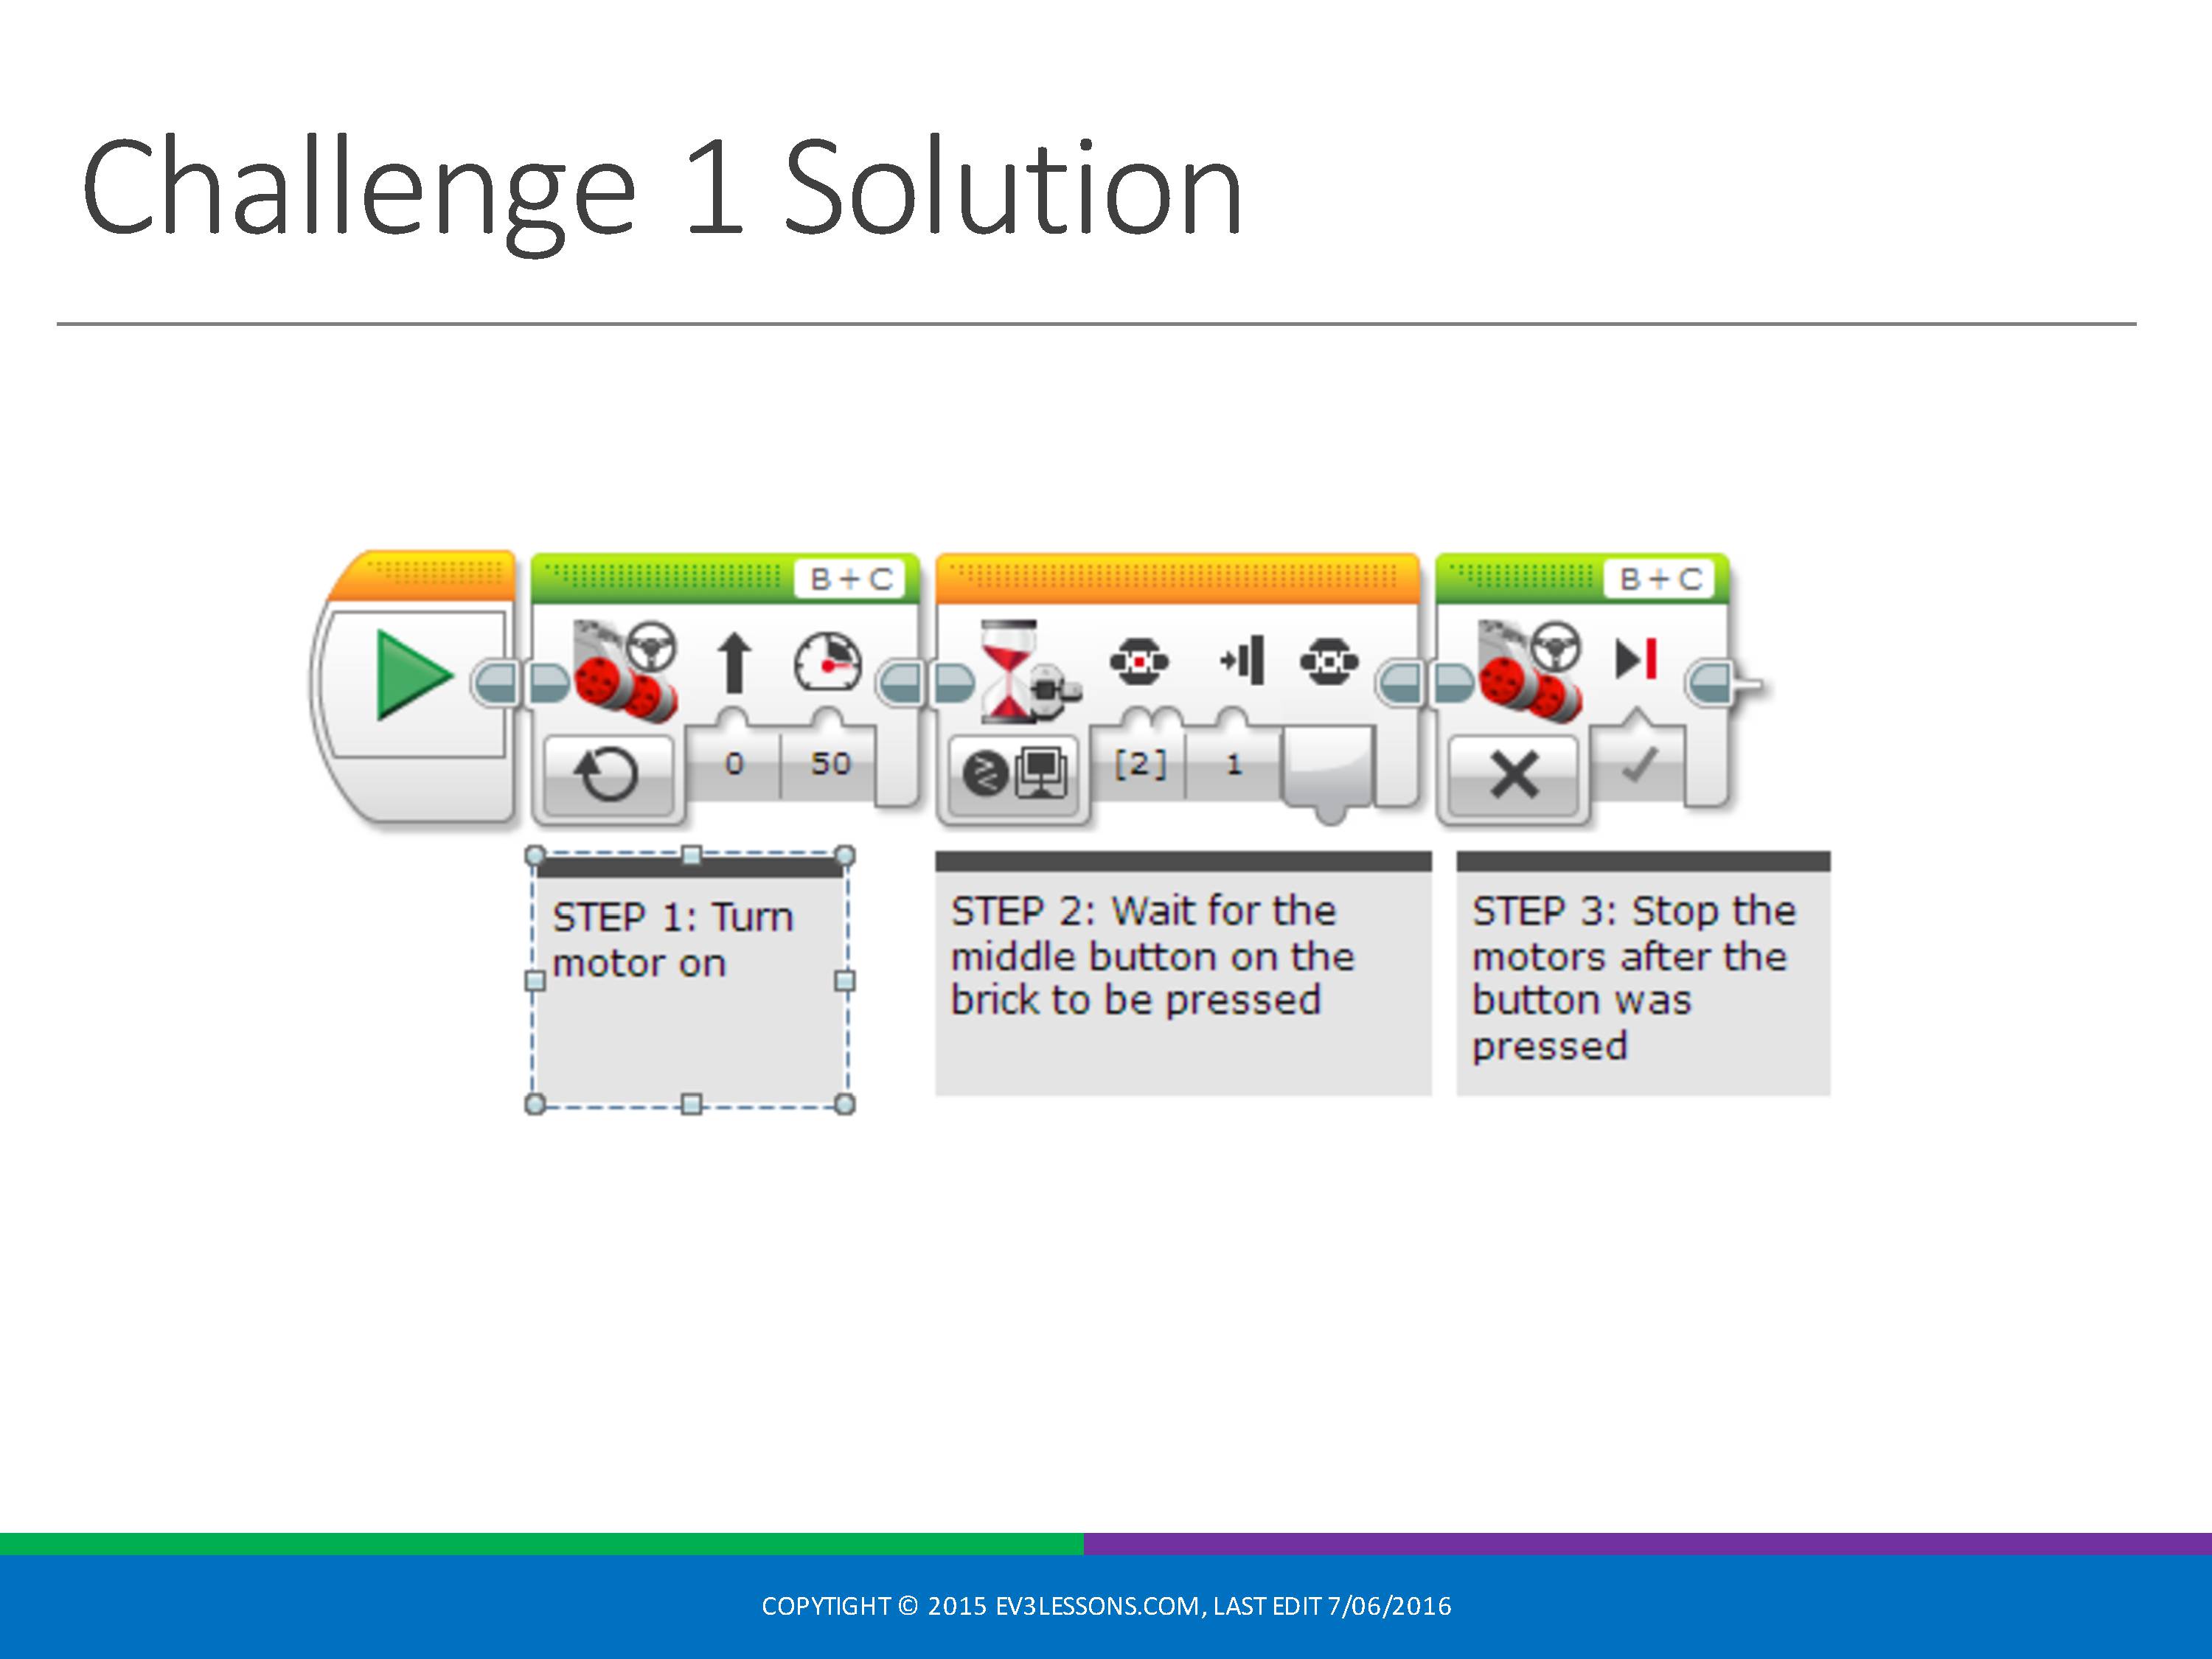 Challenge 1 Solution
B + C
B + C
0
50
[2]
1
STEP 1: Turn
motor on
STEP 2: Wait for the
middle button on the
brick to be pressed
STEP 3: Stop the
motors after the
button was
pressed
COPYTIGHT © 2015 EV3LESSONS.COM, LAST EDIT 7/06/2016